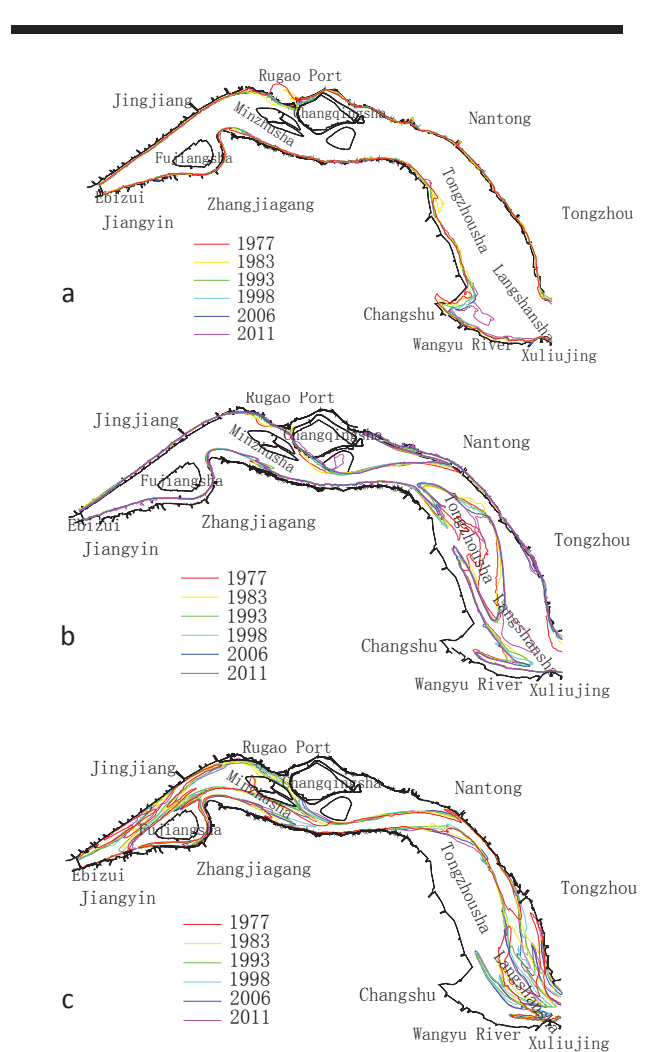 Rugao Port
Jingjiang
Minzhusha
Changqingsha
Nantong
Fujiangsha
Ebizui
Jiangyin
Zhangjiagang
Tongzhousha
Tongzhou
1977
1983
1993
1998
2006
2011
a
Langshansha
Changshu
Wangyu River
Xuliujing
Rugao Port
Jingjiang
Minzhusha
Changqingsha
Nantong
Fujiangsha
Ebizui
Jiangyin
Zhangjiagang
Tongzhousha
Tongzhou
1977
1983
1993
1998
2006
2011
b
Langshansha
Changshu
Wangyu River
Xuliujing
Rugao Port
Jingjiang
Minzhusha
Changqingsha
Nantong
Fujiangsha
Ebizui
Jiangyin
Zhangjiagang
Tongzhousha
Tongzhou
1977
1983
1993
1998
2006
2011
c
Langshansha
Changshu
Wangyu River
Xuliujing